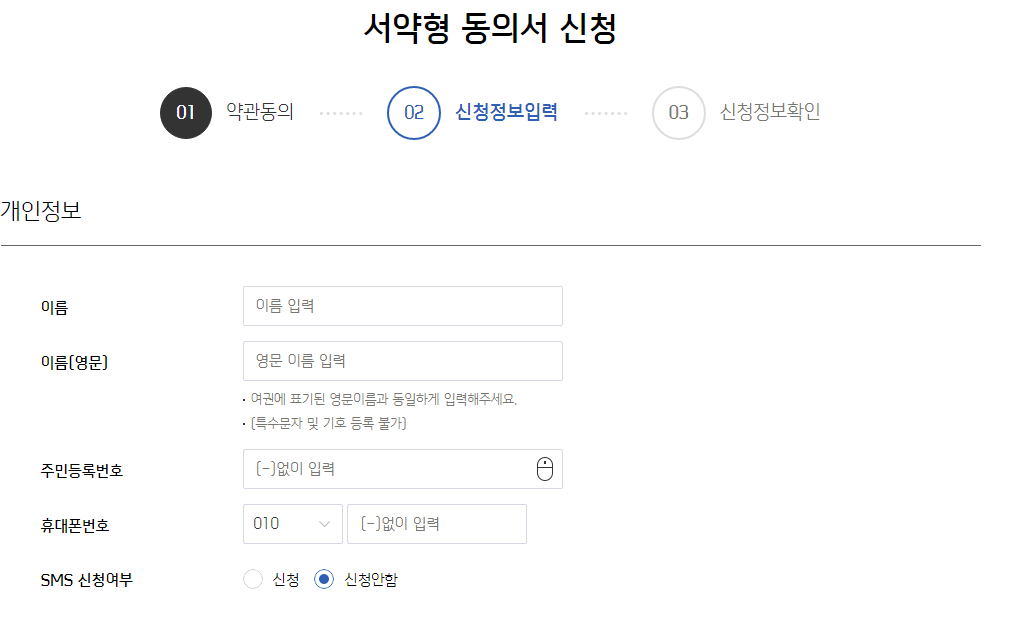 서약형 동의서 신청
01 약관동의 02 신청정보입력 03 신청정보확인
개인정보
이름 이름 입력
이름(영문) 영문 이름 입력
· 여권에 표기된 영문이름과 동일하게 입력해주세요.
· (특수문자 및 기호 등록 불가)
주민등록번호 (-)없이 입력
휴대폰번호 010 (-)없이 입력
SMS 신청여부 신청 신청안함